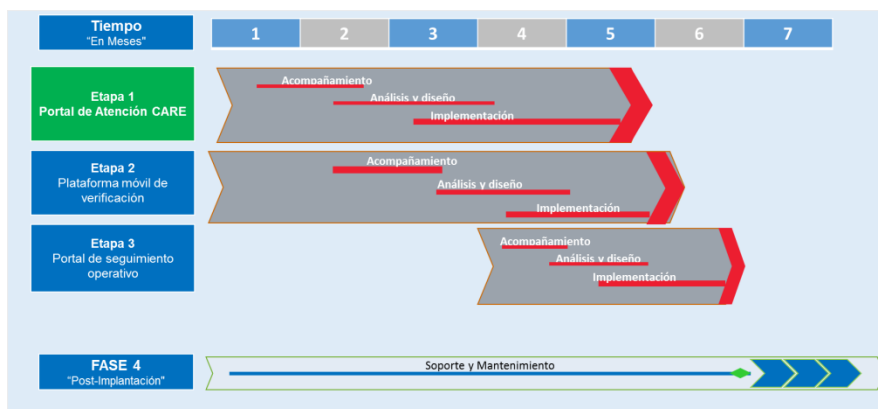 Tiempo
"En Meses"
1 2 3 4 5 6 7
Etapa 1
Portal de Atención CARE
Acompañamiento
Análisis y diseño
Implementación
Etapa 2
Plataforma móvil de
verificación
Acompañamiento
Análisis y diseño
Implementación
Etapa 3
Portal de seguimiento
operativo
Acompañamiento
Análisis y diseño
Implementación
FASE 4
"Post-Implantación"
Soporte y Mantenimiento